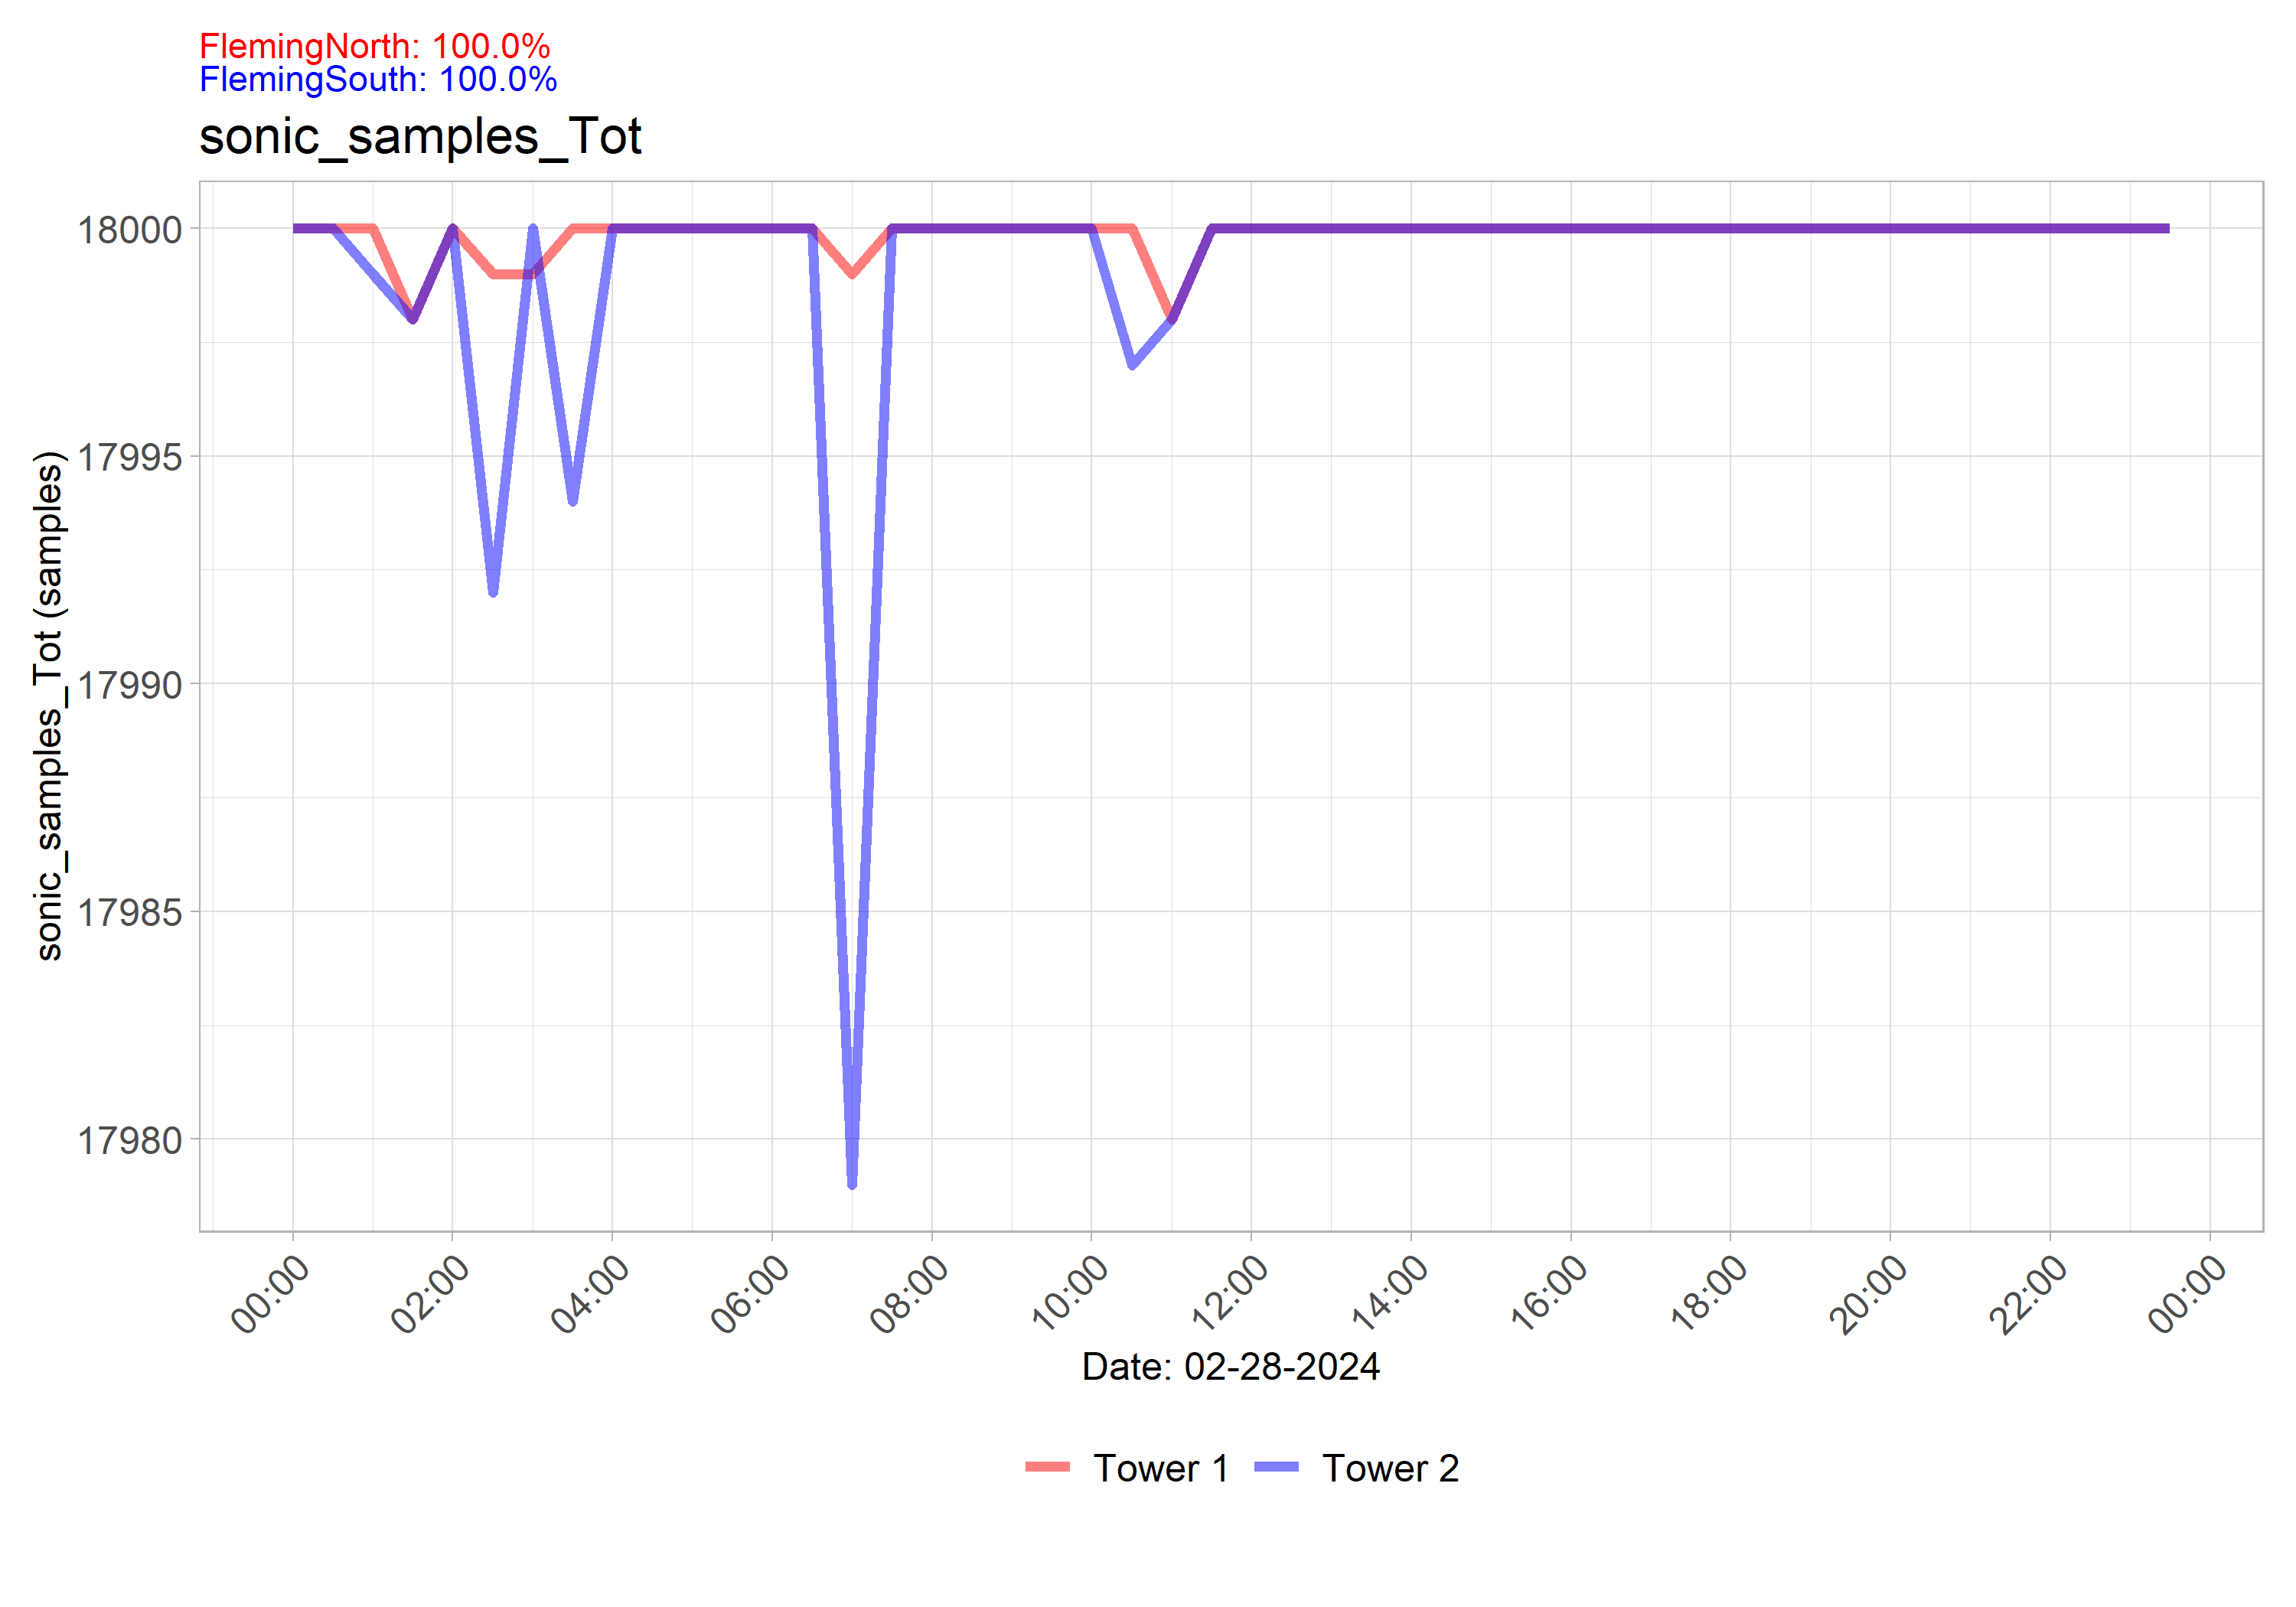 FlemingNorth: 100.0%
FlemingSouth: 100.0%
sonic_samples_Tot
sonic_samples_Tot (samples)
18000
17995
17990
17985
17980
00:00 02:00 04:00 06:00 08:00 10:00 12:00 14:00 16:00 18:00 20:00 22:00 00:00
Date: 02-28-2024
Tower 1 Tower 2